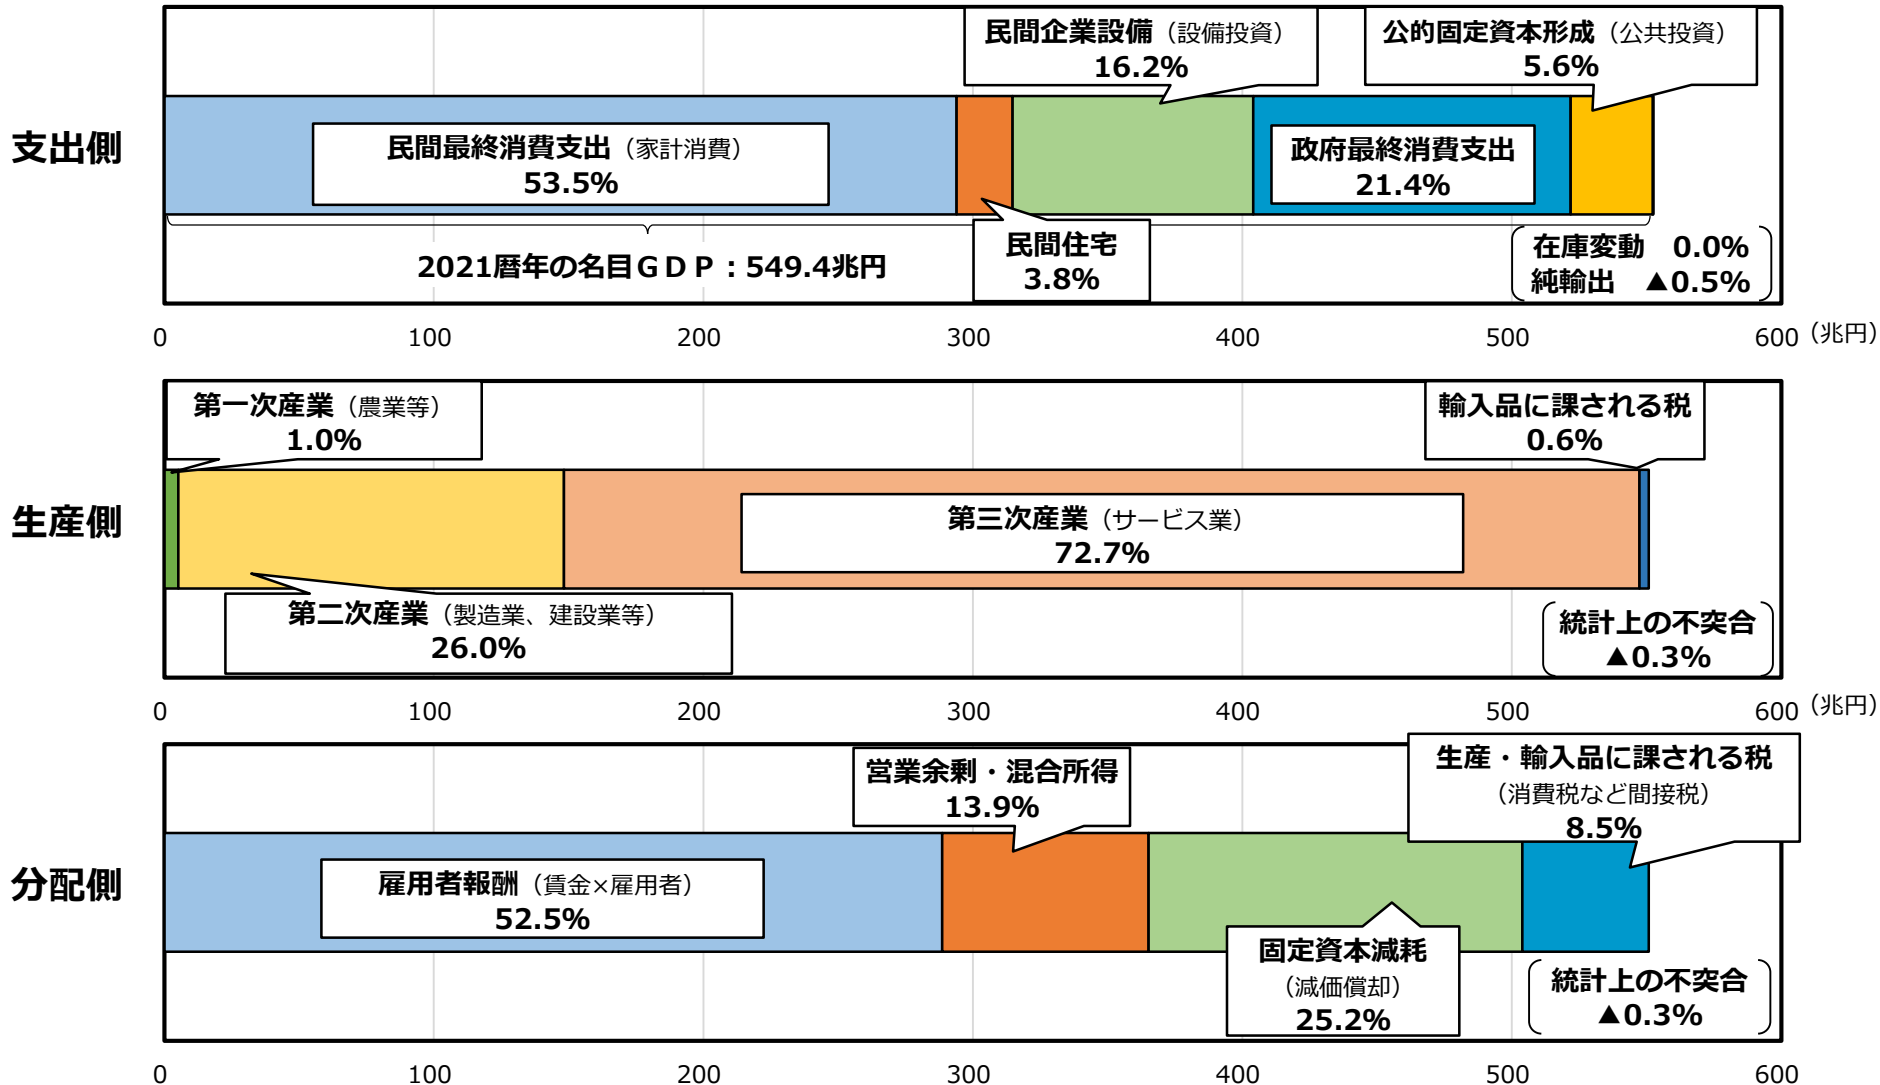 民間企業設備（設備投資）
16.2%
公的固定資本形成（公共投資）
5.6%
支出側
民間最終消費支出（家計消費）
53.5%
政府最終消費支出
21.4%
民間住宅
3.8%
2021暦年の名目ＧＤＰ：549.4兆円
在庫変動　0.0%
純輸出　▲0.5%
0 100 200 300 400 500 600（兆円）
第一次産業（農業等）
1.0%
輸入品に課される税
0.6%
生産側
第三次産業（サービス業）
72.7%
第二次産業（製造業、建設業等）
26.0%
統計上の不突合
▲0.3%
0 100 200 300 400 500 600（兆円）
営業余剰・混合所得
13.9%
生産・輸入品に課される税
（消費税など間接税）
8.5%
分配側
雇用者報酬（賃金×雇用者）
52.5%
固定資本減耗
（減価償却）
25.2%
統計上の不突合
▲0.3%
0 100 200 300 400 500 600